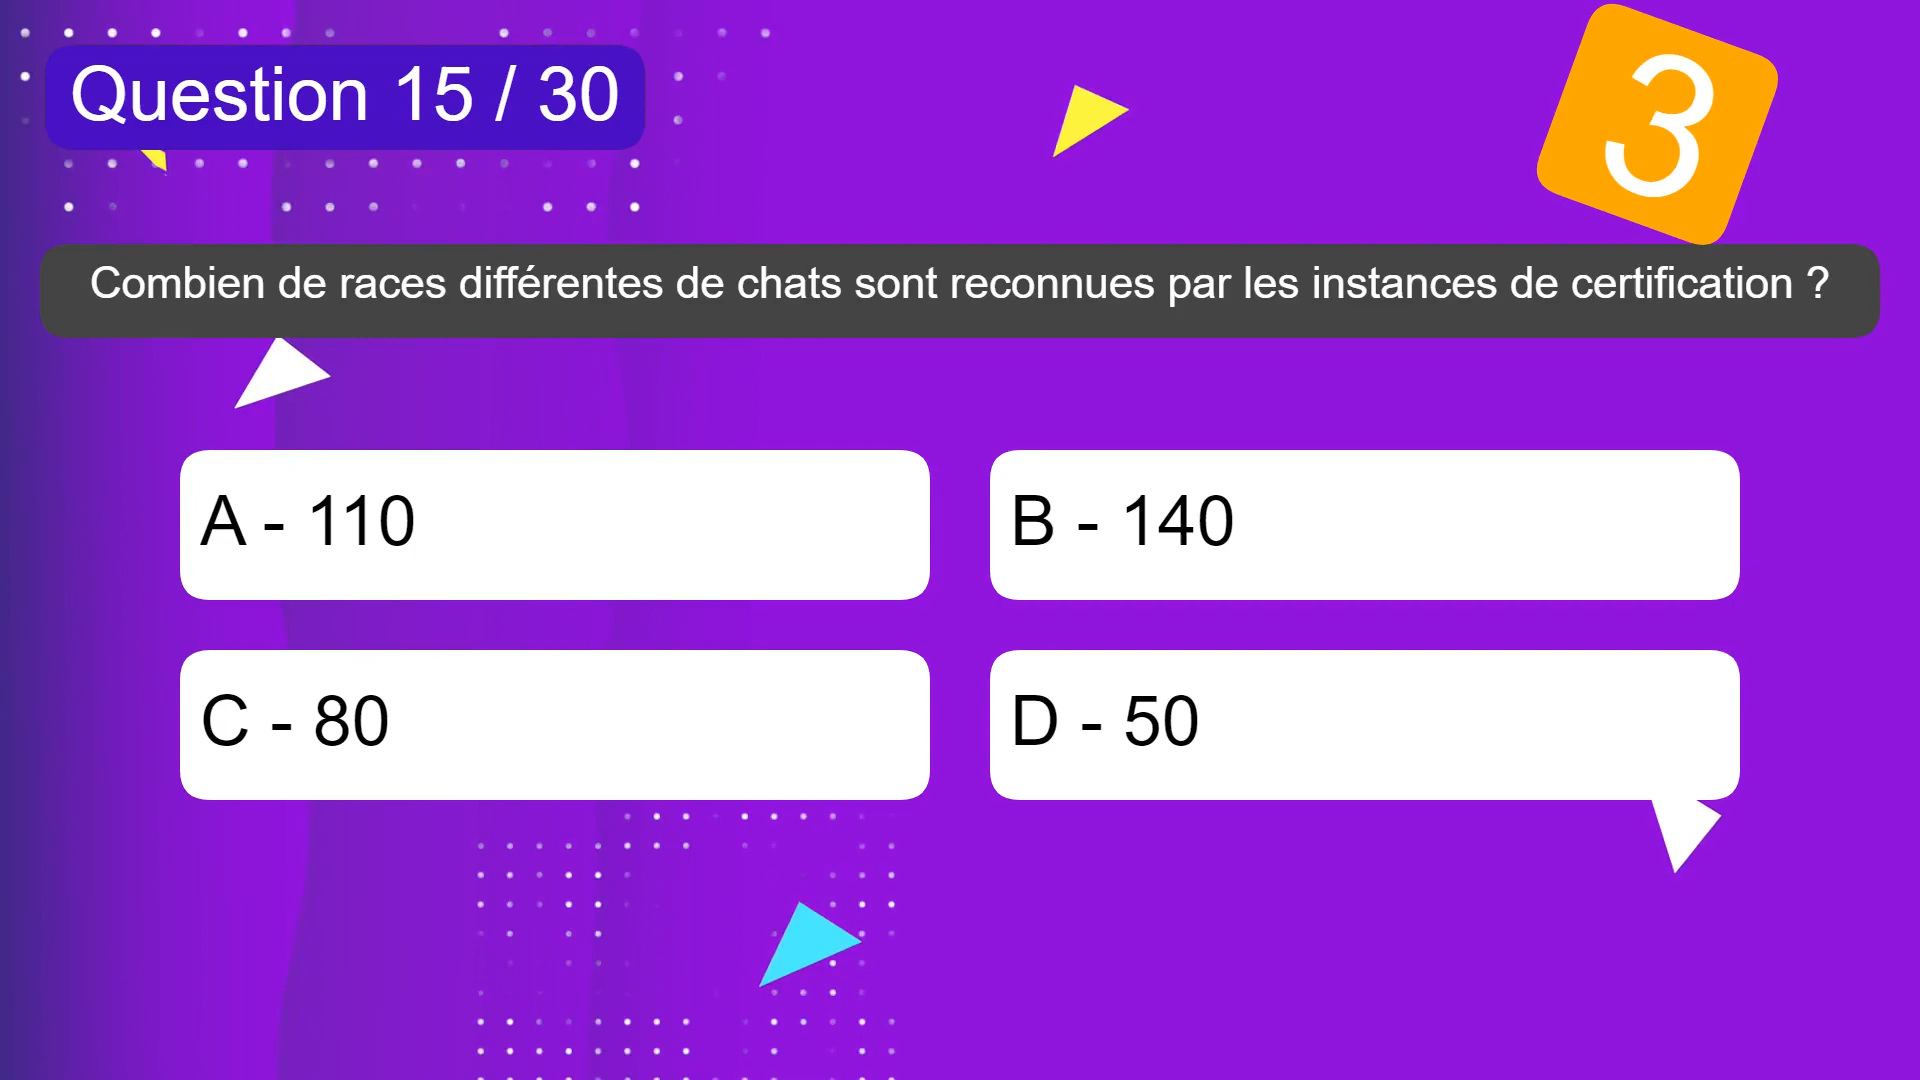 Question 15 / 30
3
Combien de races différentes de chats sont reconnues par les instances de certification ?
A - 110
B - 140
C - 80
D - 50